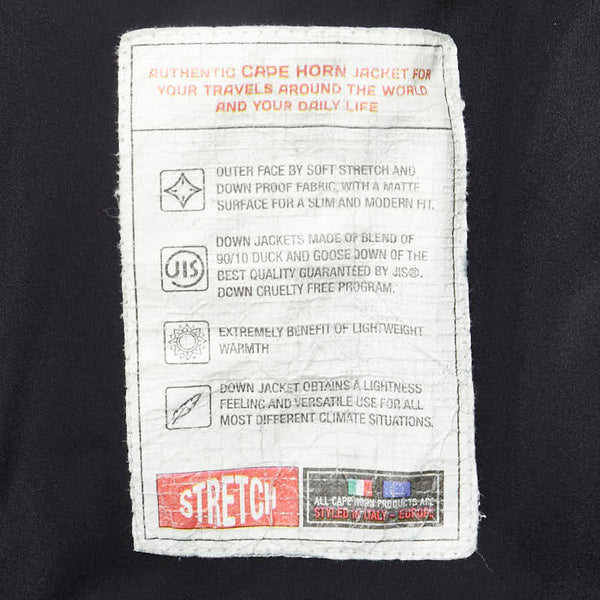 AUTHENTIC CAPE HORN JACKET FOR
YOUR TRAVELS AROUND THE WORLD
AND YOUR DAILY LIFE
OUTER FACE BY SOFT STRETCH AND
DOWN PROOF FABRIC, WITH A MATTE
SURFACE FOR A SLIM AND MODERN FIT.
JIS
DOWN JACKETS MADE OF BLEND OF
90/10 DUCK AND GOOSE DOWN OF THE
BEST QUALITY GUARANTEED BY JIS®.
DOWN CRUELTY FREE PROGRAM.
EXTREMELY BENEFIT OF LIGHTWEIGHT
WARMTH
DOWN JACKET OBTAINS A LIGHTNESS
FEELING AND VERSATILE USE FOR ALL
MOST DIFFERENT CLIMATE SITUATIONS.
STRETCH
ALL CAPE HORN PRODUCTS ARE
STYLED IN ITALY - EUROPE